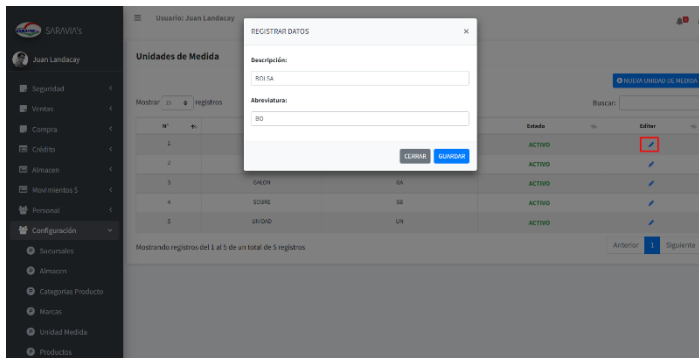 SARAVIA's
Juan Landacay
Seguridad
Ventas
Compra
Crédito
Almacen
Movimientos S
Personal
Configuración
Sucursales
Almacen
Categorias Producto
Marcas
Unidad Medida
Productos
Usuario: Juan Landacay
Unidades de Medida
NUEVA UNIDAD DE MEDIDA
Mostrar registros
Buscar:
N° Estado Editar
1 ACTIVO
2 ACTIVO
3 GALON GA ACTIVO
4 SOBRE SB ACTIVO
5 UNIDAD UN ACTIVO
Mostrando registros del 1 al 5 de un total de 5 registros
Anterior 1 Siguiente
REGISTRAR DATOS ×
Descripción:
BOLSA
Abreviatura:
BO
CERRAR GUARDAR